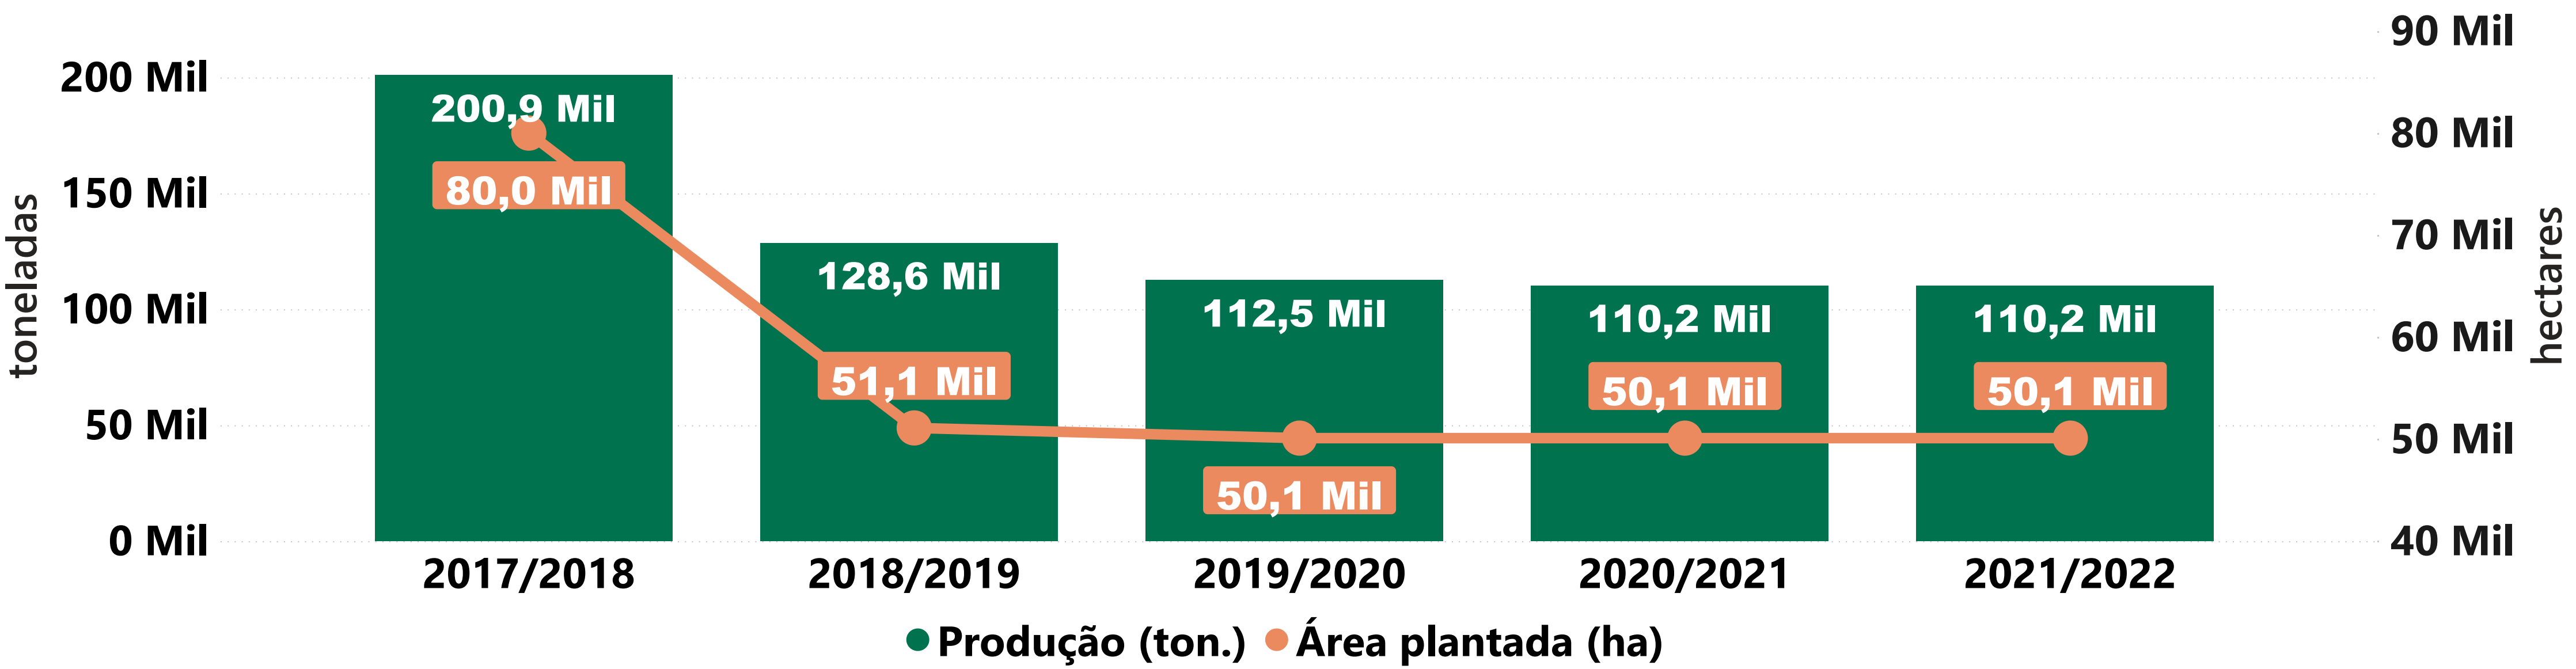 toneladas
200 Mil
150 Mil
100 Mil
50 Mil
0 Mil
200,9 Mil
80,0 Mil
128,6 Mil
51,1 Mil
112,5 Mil
50,1 Mil
110,2 Mil
50,1 Mil
110,2 Mil
50,1 Mil
90 Mil
80 Mil
70 Mil
60 Mil
50 Mil
40 Mil
hectares
2017/2018 2018/2019 2019/2020 2020/2021 2021/2022
Produção (ton.) Área plantada (ha)